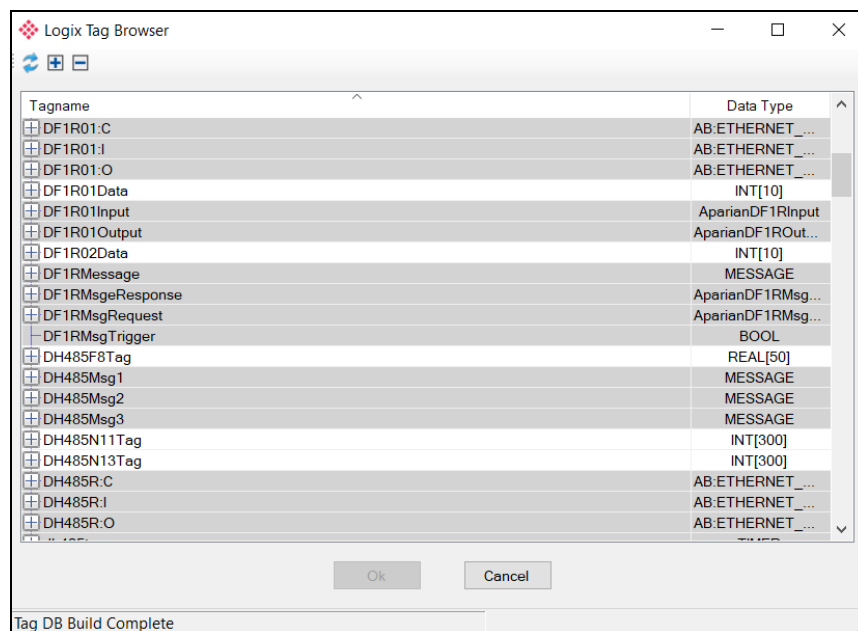 Logix Tag Browser
Tagname Data Type
DF1R01:C AB:ETHERNET_...
DF1R01:I AB:ETHERNET_...
DF1R01:O AB:ETHERNET_...
DF1R01Data INT[10]
DF1R01Input AparianDF1RInput
DF1R01Output AparianDF1ROut...
DF1R02Data INT[10]
DF1RMessage MESSAGE
DF1RMsgeResponse AparianDF1RMsg...
DF1RMsgRequest AparianDF1RMsg...
DF1RMsgTrigger BOOL
DH485F8Tag REAL[50]
DH485Msg1 MESSAGE
DH485Msg2 MESSAGE
DH485Msg3 MESSAGE
DH485N11Tag INT[300]
DH485N13Tag INT[300]
DH485R:C AB:ETHERNET_...
DH485R:I AB:ETHERNET_...
DH485R:O AB:ETHERNET_...
Ok Cancel
Tag DB Build Complete